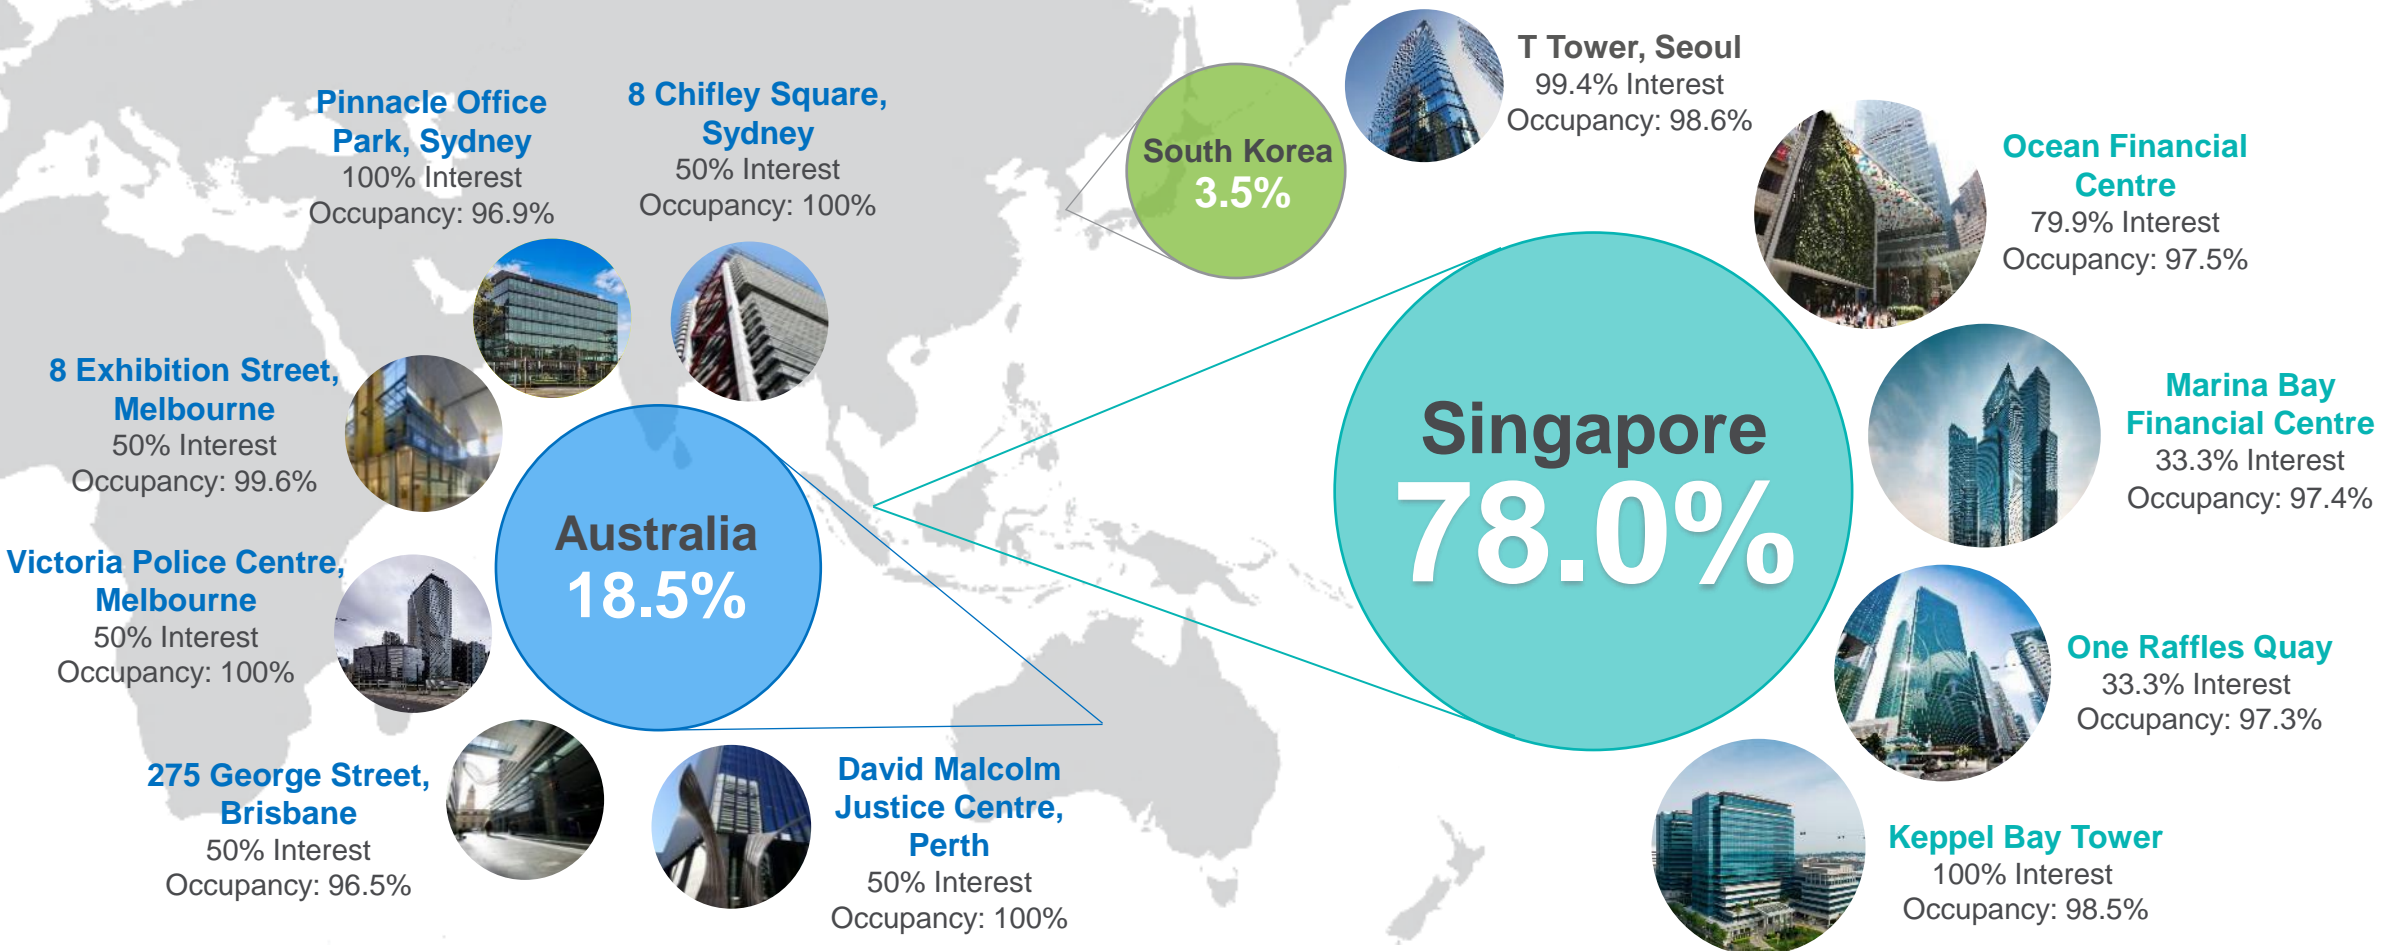 Pinnacle Office
Park, Sydney
100% Interest
Occupancy: 96.9%
8 Chifley Square,
Sydney
50% Interest
Occupancy: 100%
8 Exhibition Street,
Melbourne
50% Interest
Occupancy: 99.6%
Victoria Police Centre,
Melbourne
50% Interest
Occupancy: 100%
275 George Street,
Brisbane
50% Interest
Occupancy: 96.5%
David Malcolm
Justice Centre,
Perth
50% Interest
Occupancy: 100%
Australia
18.5%
South Korea
3.5%
T Tower, Seoul
99.4% Interest
Occupancy: 98.6%
Singapore
78.0%
Ocean Financial
Centre
79.9% Interest
Occupancy: 97.5%
Marina Bay
Financial Centre
33.3% Interest
Occupancy: 97.4%
One Raffles Quay
33.3% Interest
Occupancy: 97.3%
Keppel Bay Tower
100% Interest
Occupancy: 98.5%